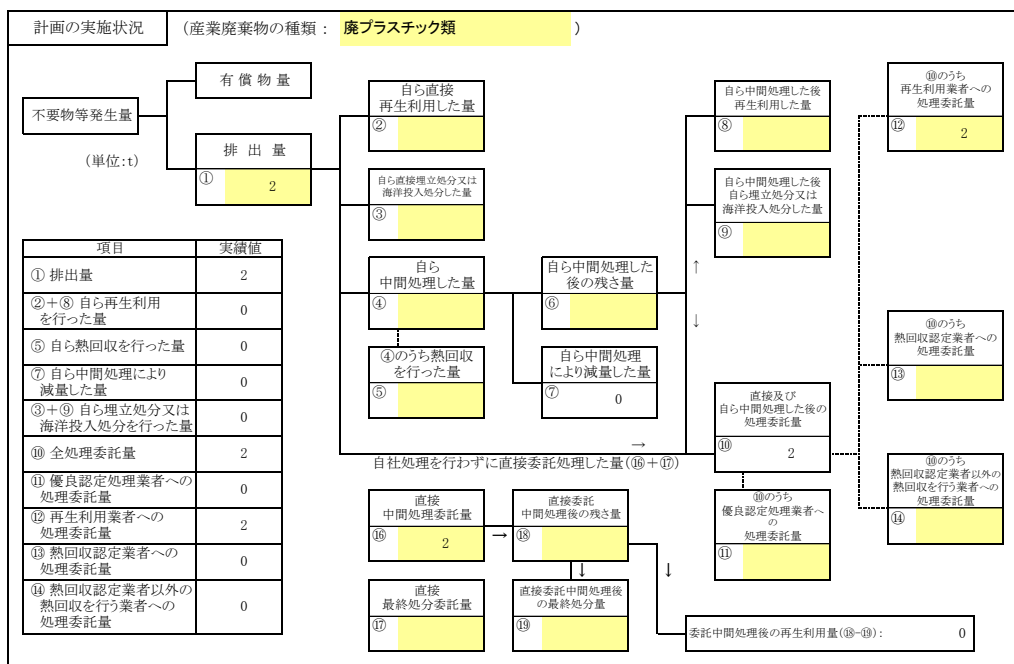 計画の実施状況
(産業廃棄物の種類： 廃プラスチック類 )
不要物等発生量
(単位:t)
有償物量
排出量
① 2
自ら直接
再生利用した量
②
自ら直接埋立処分又は
海洋投入処分した量
③
自ら
中間処理した量
④
④のうち熱回収
を行った量
⑤
自ら中間処理した
後の残さ量
⑥
自ら中間処理
により減量した量
⑦ 0
自ら中間処理した後
再生利用した量
⑧
自ら中間処理した後
自ら埋立処分又は
海洋投入処分した量
⑨
↑
↓
直接及び
自ら中間処理した後の
処理委託量
⑩ 2
⑩のうち
優良認定処理業者へ
の
処理委託量
⑪
⑩のうち
再生利用業者への
処理委託量
⑫ 2
⑩のうち
熱回収認定業者への
処理委託量
⑬
⑩のうち
熱回収認定業者以外の
熱回収を行う業者への
処理委託量
⑭
→
自社処理を行わずに直接委託処理した量(⑯＋⑰)
直接
中間処理委託量
⑯ 2
→
直接委託
中間処理後の残さ量
⑱
↓
↓
直接
最終処分委託量
⑰
直接委託中間処理後
の最終処分量
⑲
委託中間処理後の再生利用量(⑱-⑲)： 0
項目 実績値
① 排出量 2
②＋⑧ 自ら再生利用
を行った量 0
⑤ 自ら熱回収を行った量 0
⑦ 自ら中間処理により
減量した量 0
③＋⑨ 自ら埋立処分又は
海洋投入処分を行った量 0
⑩ 全処理委託量 2
⑪ 優良認定処理業者への
処理委託量 0
⑫ 再生利用業者への
処理委託量 2
⑬ 熱回収認定業者への
処理委託量 0
⑭ 熱回収認定業者以外の
熱回収を行う業者への
処理委託量 0